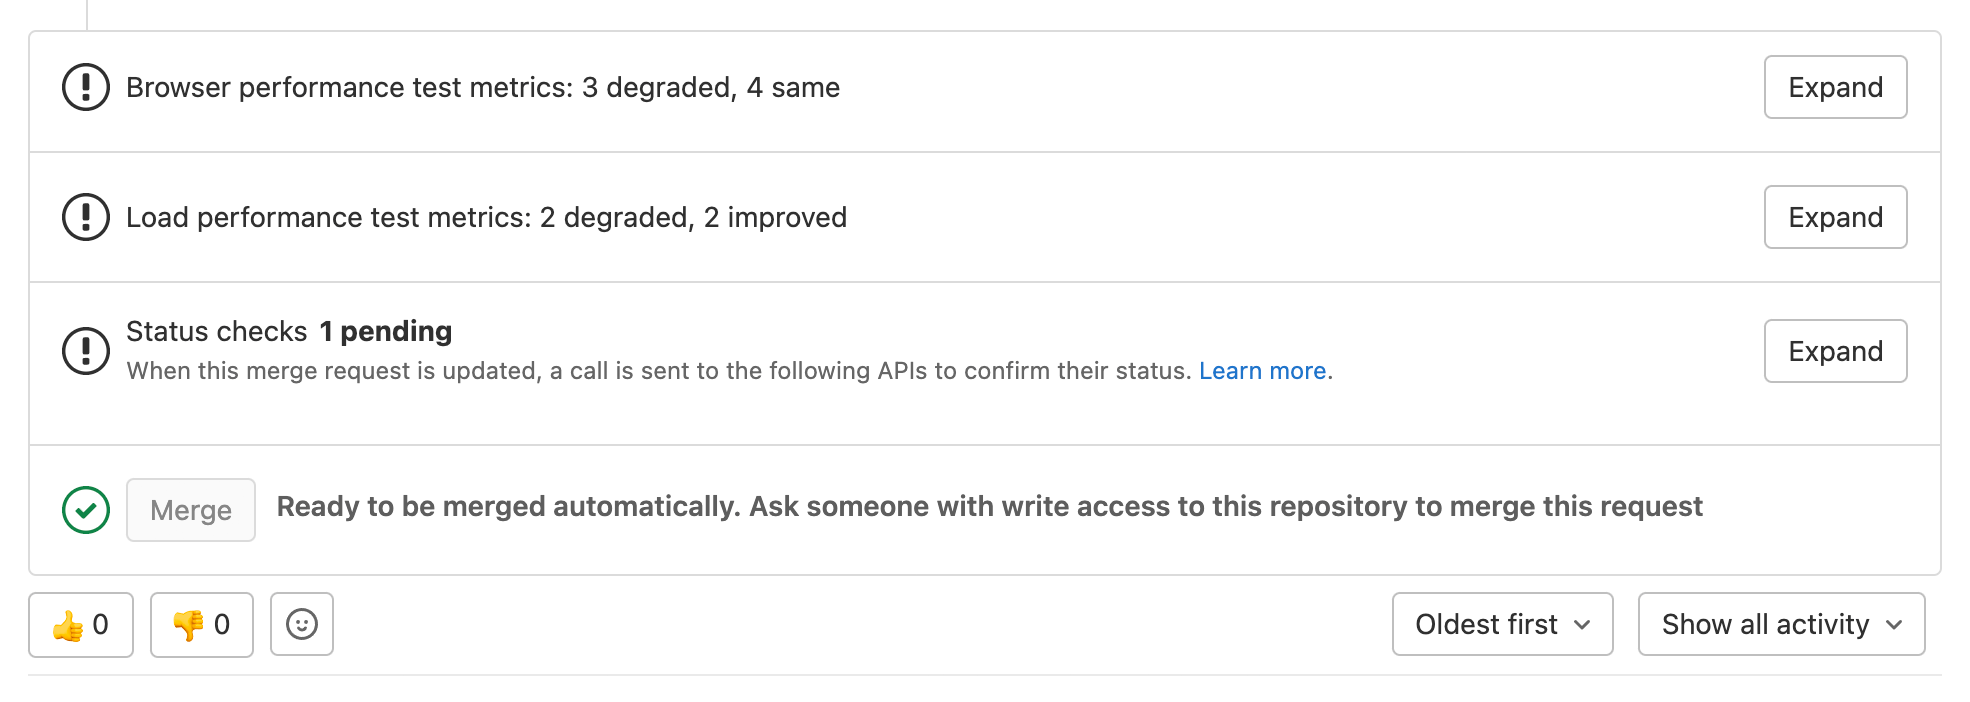 Browser performance test metrics: 3 degraded, 4 same
Expand
Load performance test metrics: 2 degraded, 2 improved
Expand
Status checks 1 pending
When this merge request is updated, a call is sent to the following APIs to confirm their status. Learn more.
Expand
Merge
Ready to be merged automatically. Ask someone with write access to this repository to merge this request
👍 0
👎 0
Oldest first
Show all activity